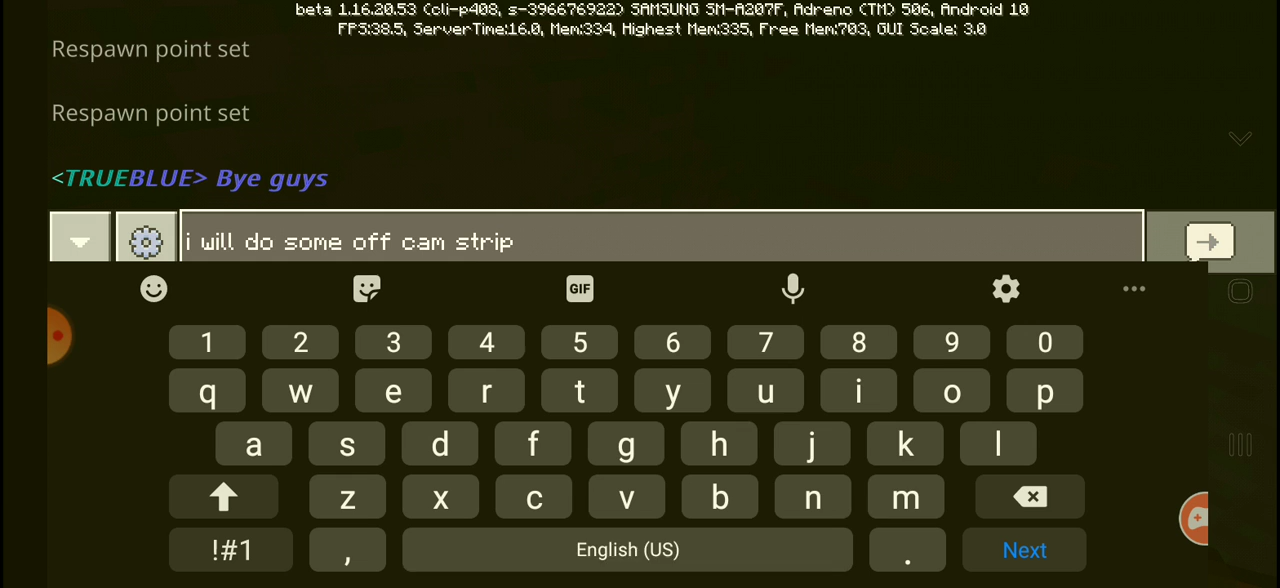 beta 1.16.20.53 (cli-p408, s-396676922) SAMSUNG SM-A207F, Adreno (TM) 506, Android 10
FPS:38.5, ServerTime:16.0, Mem:334, Highest Mem:335, Free Mem:703, GUI Scale: 3.0
Respawn point set
Respawn point set
<TRUEBLUE> Bye guys
i will do some off cam strip
GIF
1 2 3 4 5 6 7 8 9 0
q w e r t y u i o p
a s d f g h j k l
z x c v b n m
!#1 , English (US) . Next